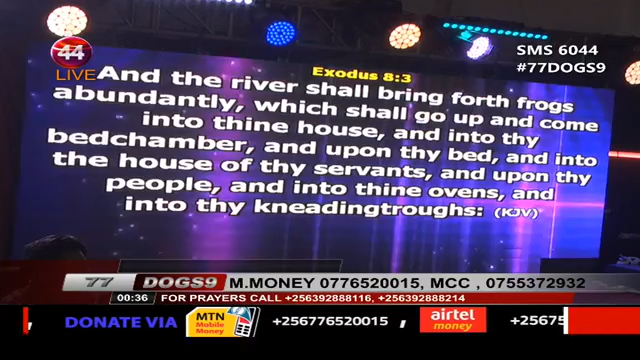 44
LIVE
SMS 6044
#77DOGS9
Exodus 8:3
And the river shall bring forth frogs
abundantly, which shall go up and come
into thine house, and into thy
bedchamber, and upon thy bed, and into
the house of thy servants, and upon thy
people, and into thine ovens, and
into thy kneadingtroughs: (KJV)
77 DOGS9 M.MONEY 0776520015, MCC , 0755372932
00:36 FOR PRAYERS CALL +256392888116, +256392888214
DONATE VIA MTN Mobile Money +256776520015 , airtel money +25675